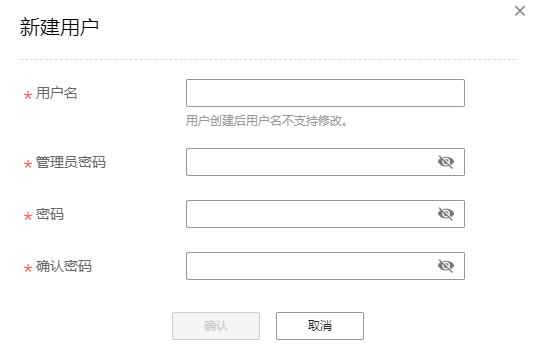 新建用户
* 用户名
用户创建后用户名不支持修改。
* 管理员密码
* 密码
* 确认密码
确认 取消